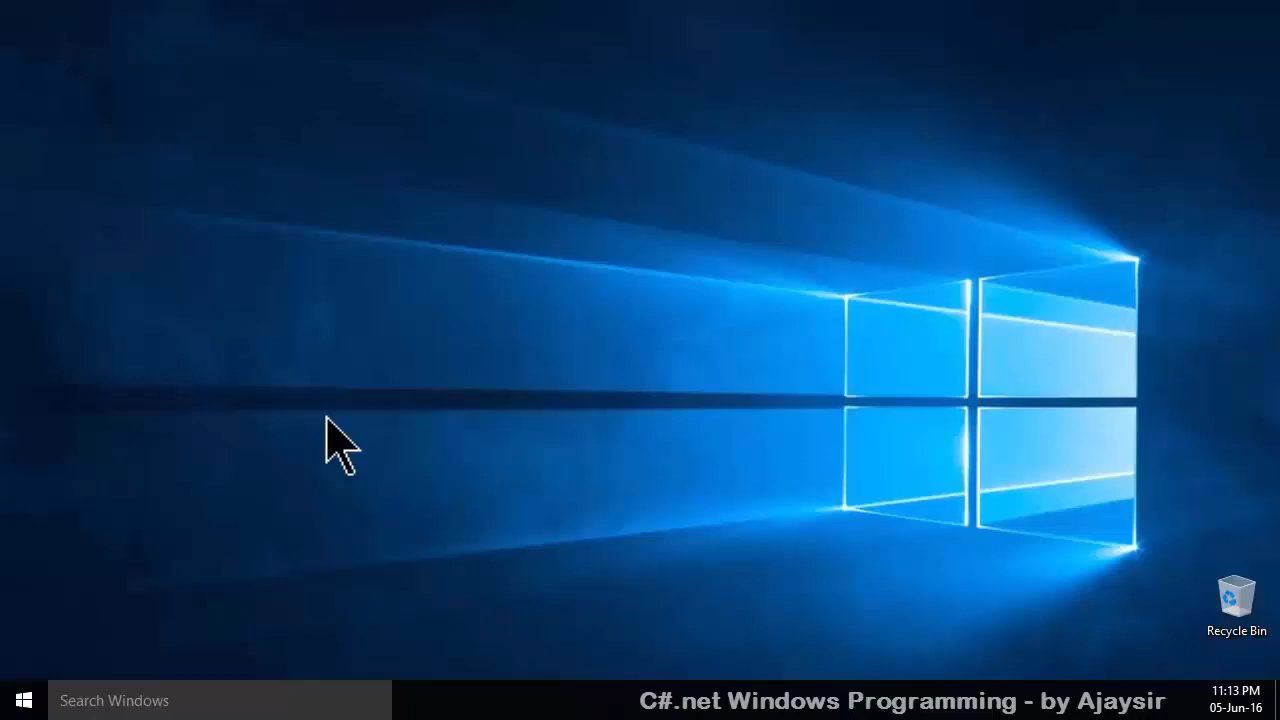 Recycle Bin
Search Windows
C#.net Windows Programming - by Ajaysir
11:13 PM
05-Jun-16